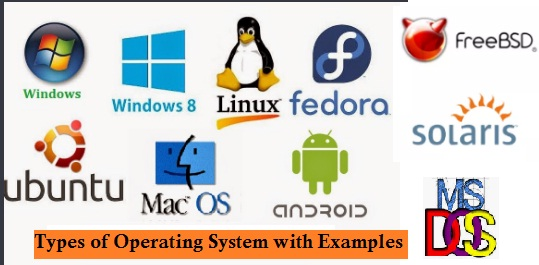 Windows
Windows 8
Linux
fedora
FreeBSD
ubuntu
Mac OS
ANDROID
solaris
MS
DOS
Types of Operating System with Examples